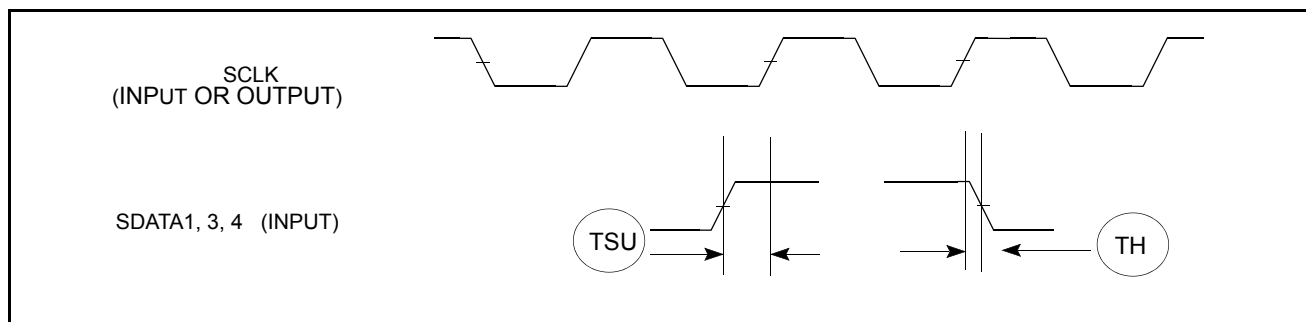 SCLK
(INPUT OR OUTPUT)
SDATA1, 3, 4 (INPUT)
TSU
TH